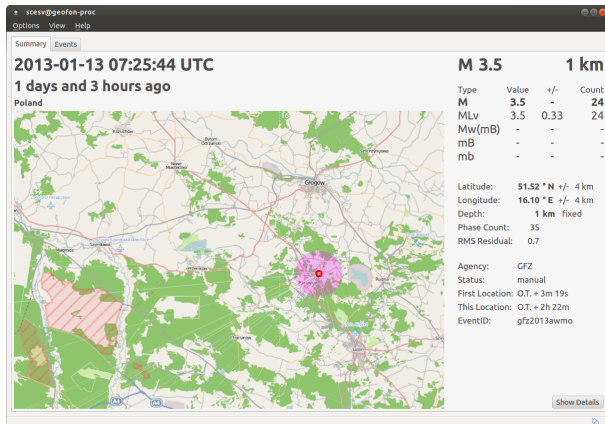 scesv@geofon-proc
Options View Help
Summary Events
2013-01-13 07:25:44 UTC
1 days and 3 hours ago
Poland
M 3.5 1 km
Type Value +/- Count
M 3.5 - 24
MLv 3.5 0.33 24
Mw(mB) - - -
mB - - -
mb - - -
Latitude: 51.52 ° N +/- 4 km
Longitude: 16.10 ° E +/- 4 km
Depth: 1 km fixed
Phase Count: 35
RMS Residual: 0.7
Agency: GFZ
Status: manual
First Location: O.T. + 3m 19s
This Location: O.T. + 2h 22m
EventID: gfz2013awmo
Głogów
Lubin
A4
A4
Show Details